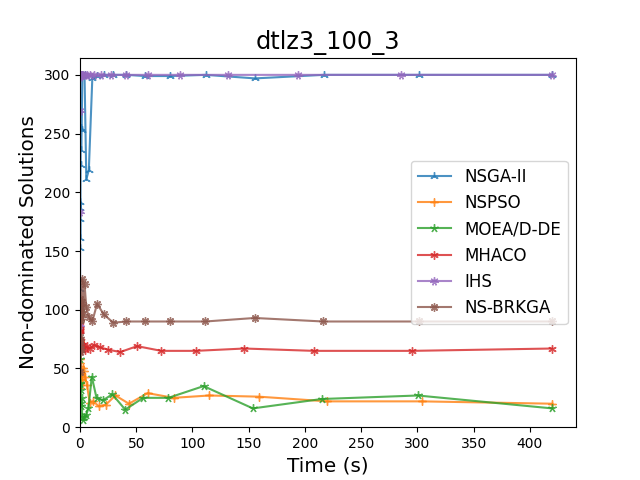 dtlz3_100_3
Non-dominated Solutions
300
250
200
150
100
50
0
NSGA-II
NSPSO
MOEA/D-DE
MHACO
IHS
NS-BRKGA
0 50 100 150 200 250 300 350 400
Time (s)